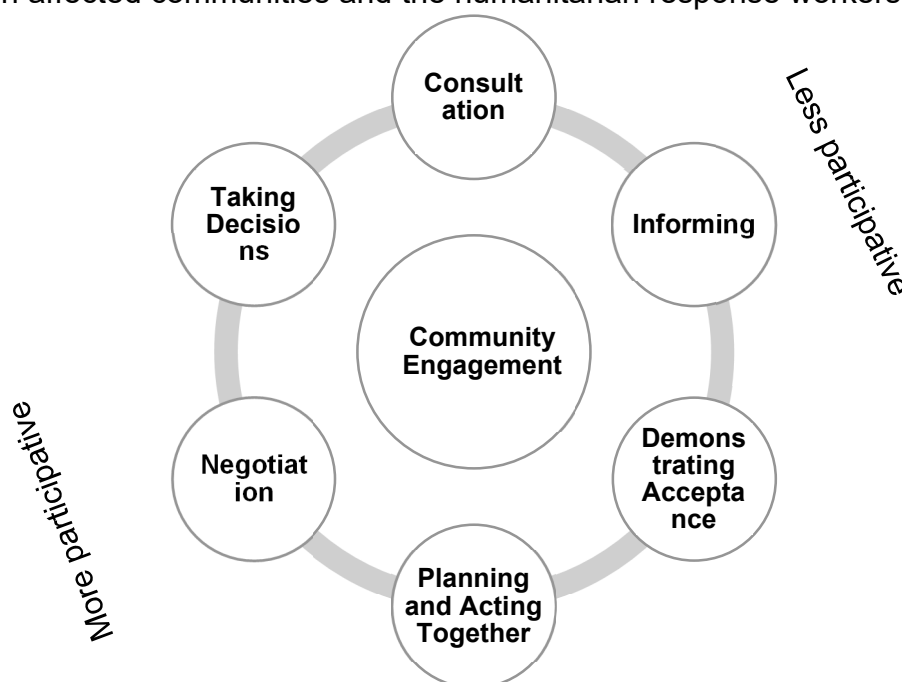 affected communities and the humanitarian response workers
Consult
ation
Less participative
Taking
Decisio
ns
Informing
Community
Engagement
More participative
Negotiat
ion
Demons
trating
Accepta
nce
Planning
and Acting
Together